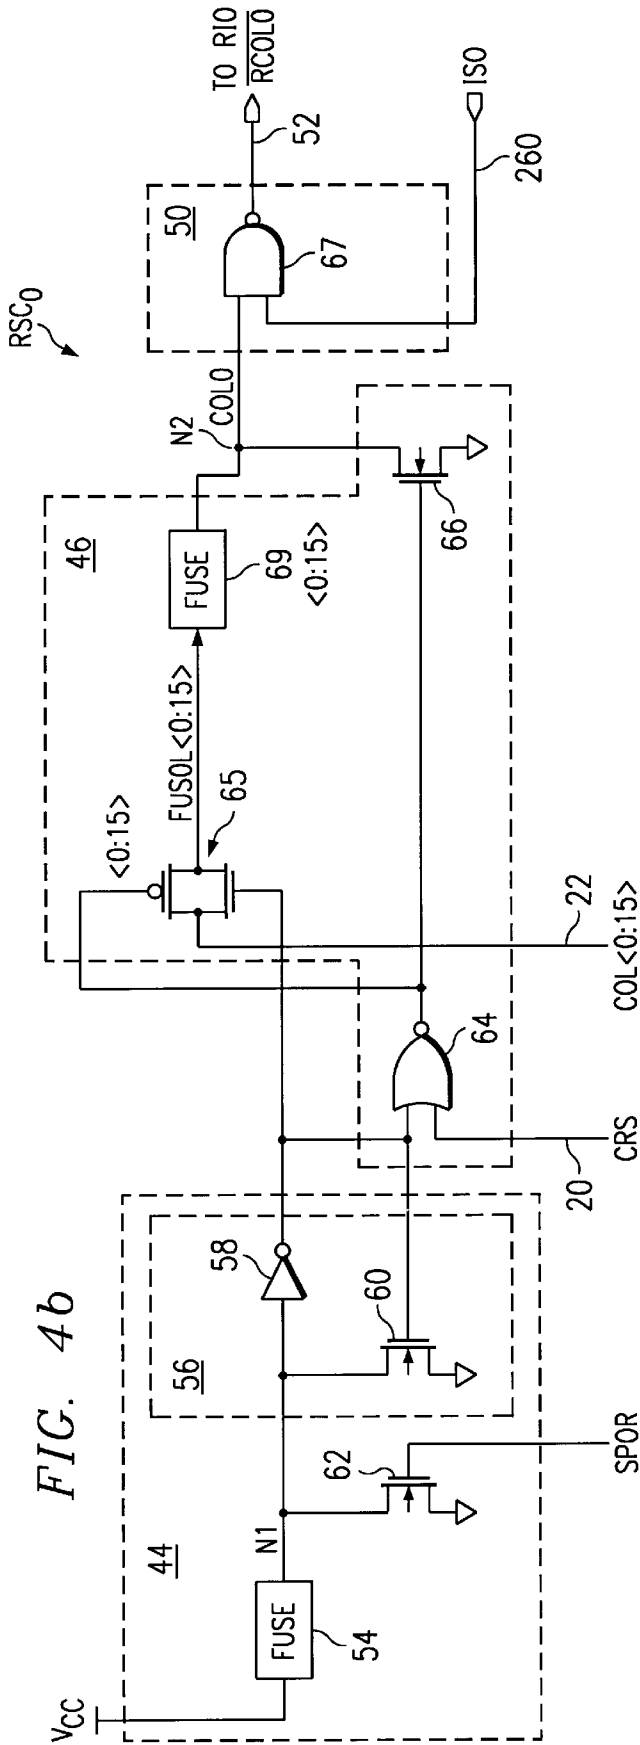 FIG. 4b
RSC₀
VCC
44
FUSE
54
N1
62
SPOR
56
58
60
20
CRS
64
22
COL<0:15>
<0:15>
65
FUS0L<0:15>
46
FUSE
69
<0:15>
N2
COL0
66
50
67
52
TO RIO
RCOL0
ISO
260